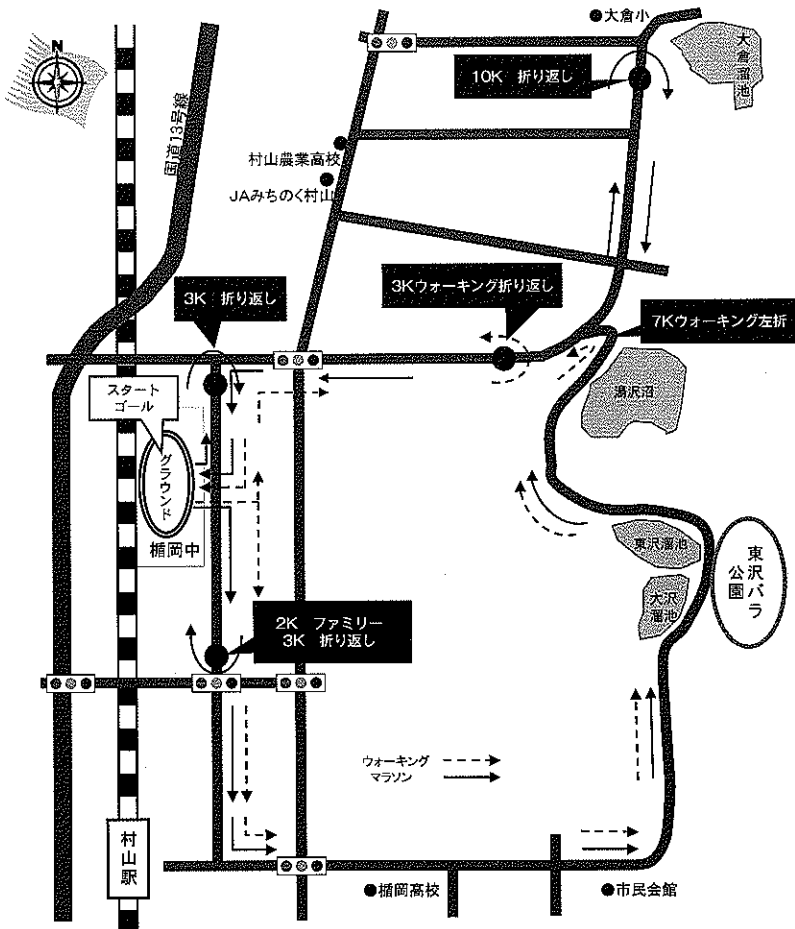 大倉小
N
10K 折り返し
大倉溜池
国道13号線
村山農業高校
JAみちのく村山
3K 折り返し
3Kウォーキング折り返し
7Kウォーキング左折
スタート
ゴール
湯沢沼
グラウンド
楯岡中
東沢溜池
東沢バラ
公園
大沢
溜池
2K ファミリー
3K 折り返し
ウォーキング
マラソン
村山駅
楯岡高校
市民会館